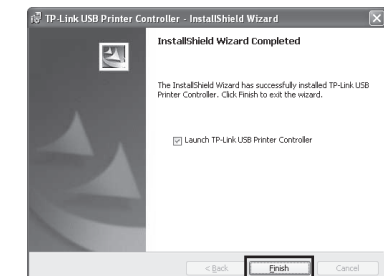 TP-Link USB Printer Controller - InstallShield Wizard
InstallShield Wizard Completed
The InstallShield Wizard has successfully installed TP-Link USB
Printer Controller. Click Finish to exit the wizard.
Launch TP-Link USB Printer Controller
< Back
Finish
Cancel